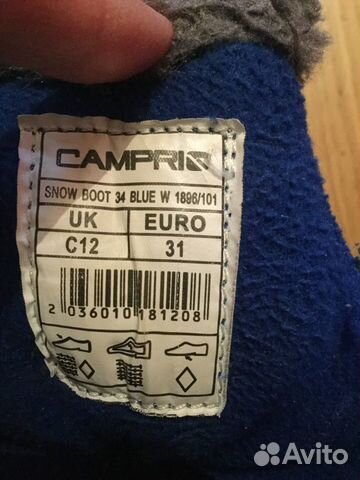 CAMPRI
SNOW BOOT 34 BLUE W 1896/101
UK EURO
C12 31
2 036010 181208
Avito